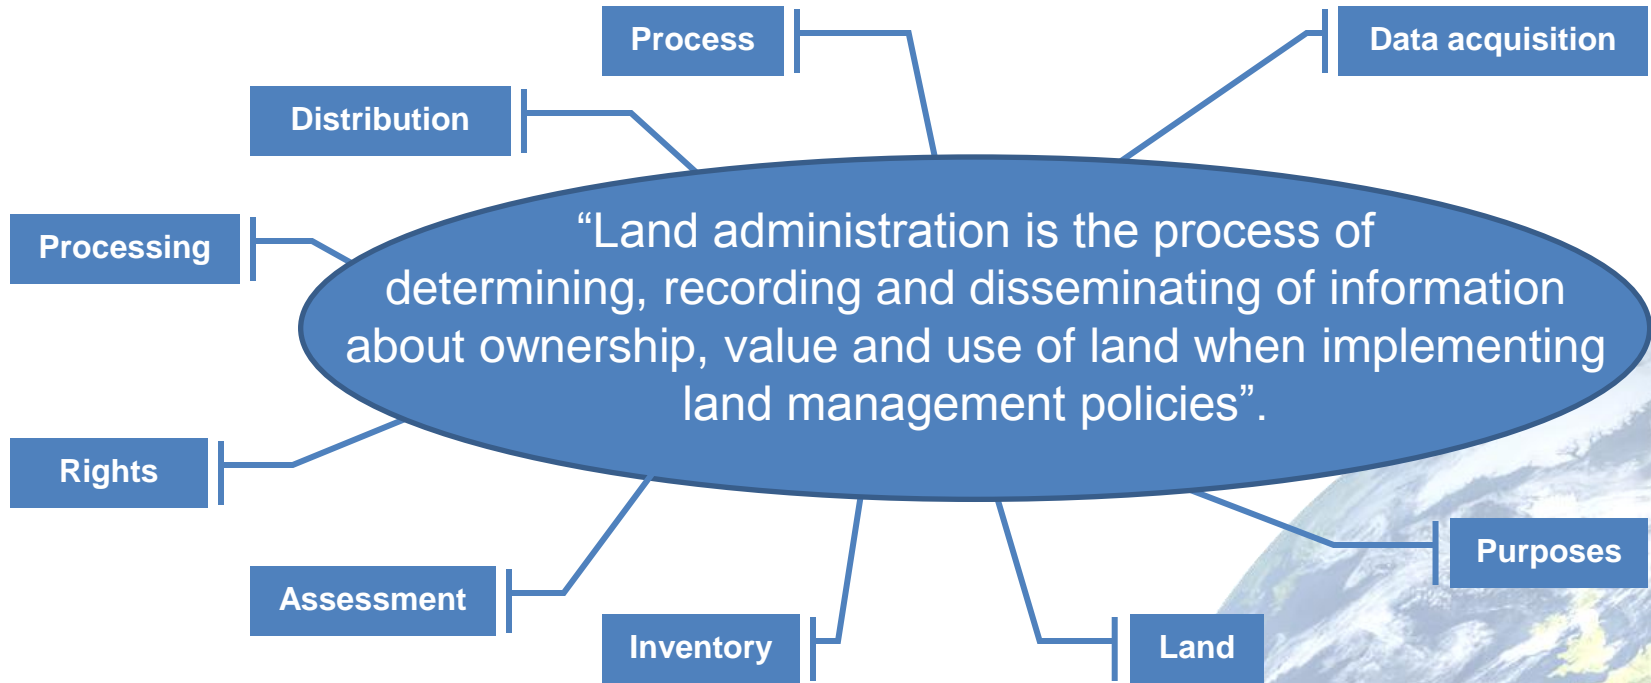 Process
Data acquisition
Distribution
Processing
“Land administration is the process of
determining, recording and disseminating of information
about ownership, value and use of land when implementing
land management policies”.
Rights
Assessment
Inventory
Land
Purposes